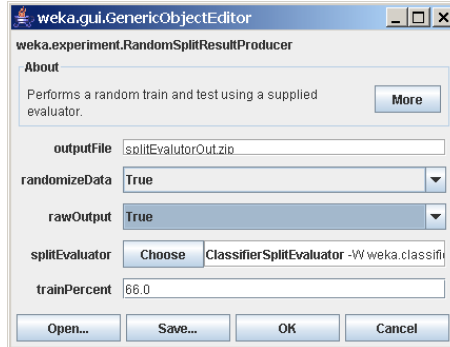 weka.gui.GenericObjectEditor
weka.experiment.RandomSplitResultProducer
About
Performs a random train and test using a supplied
evaluator.
More
outputFile splitEvalutorOut.zip
randomizeData True
rawOutput True
splitEvaluator Choose ClassifierSplitEvaluator -W weka.classifi
trainPercent 66.0
Open... Save... OK Cancel